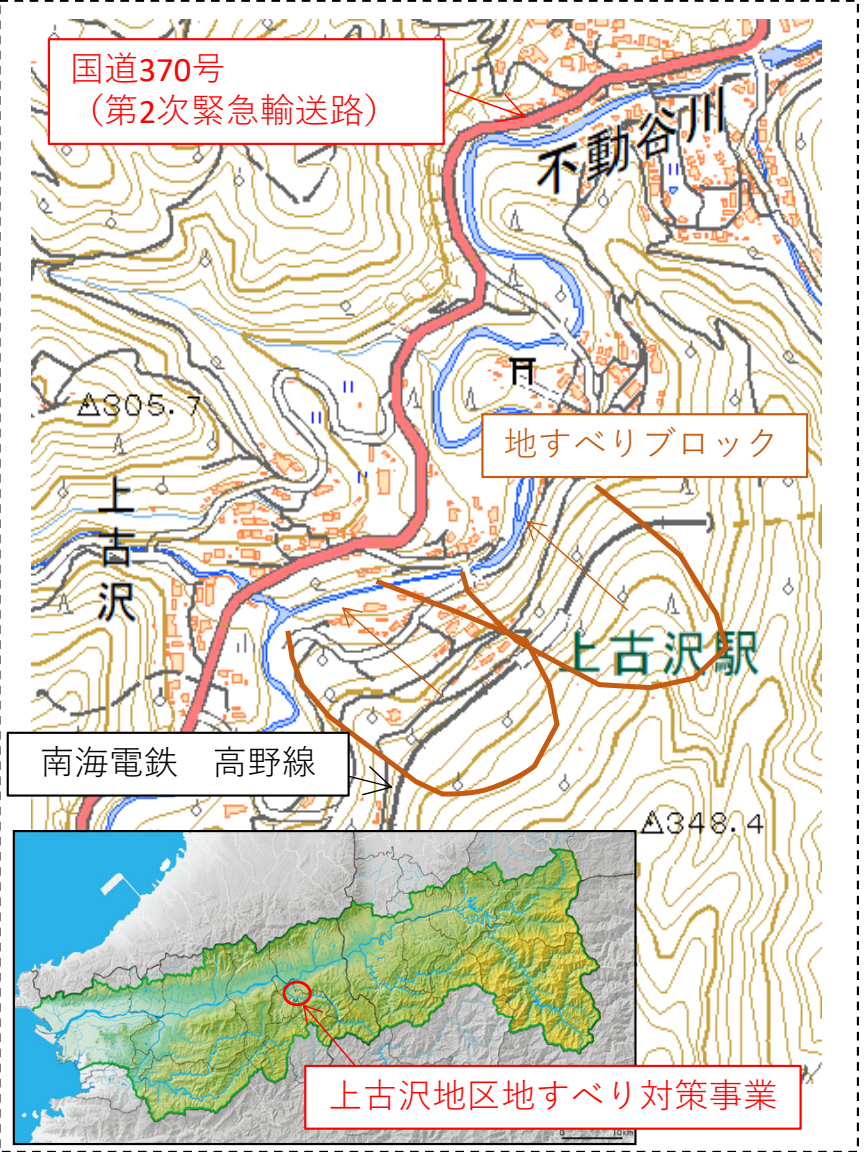 国道370号
（第2次緊急輸送路）
不動谷川
△305.7
地すべりブロック
上古沢
上古沢駅
南海電鉄　高野線
△348.4
上古沢地区地すべり対策事業
0 10km